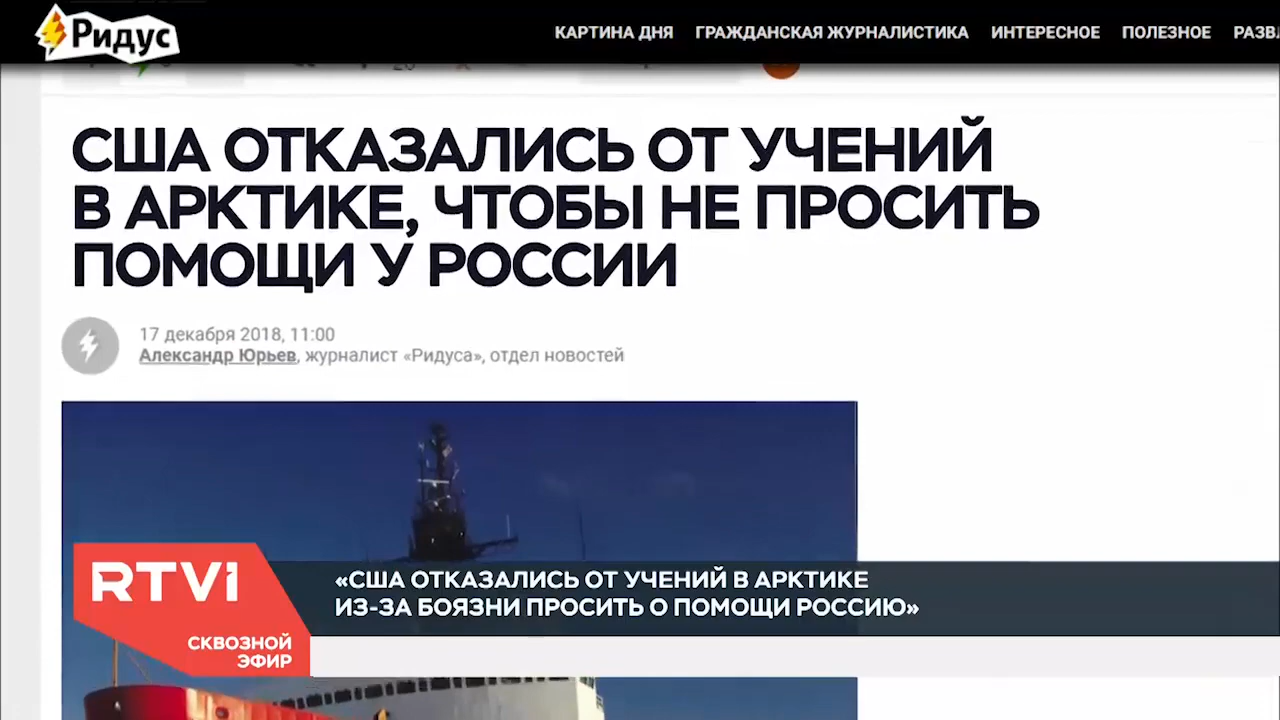 Ридус
КАРТИНА ДНЯ ГРАЖДАНСКАЯ ЖУРНАЛИСТИКА ИНТЕРЕСНОЕ ПОЛЕЗНОЕ РАЗВЛ
США ОТКАЗАЛИСЬ ОТ УЧЕНИЙ
В АРКТИКЕ, ЧТОБЫ НЕ ПРОСИТЬ
ПОМОЩИ У РОССИИ
17 декабря 2018, 11:00
Александр Юрьев, журналист «Ридуса», отдел новостей
RTVi
СКВОЗНОЙ
ЭФИР
«США ОТКАЗАЛИСЬ ОТ УЧЕНИЙ В АРКТИКЕ
ИЗ-ЗА БОЯЗНИ ПРОСИТЬ О ПОМОЩИ РОССИЮ»